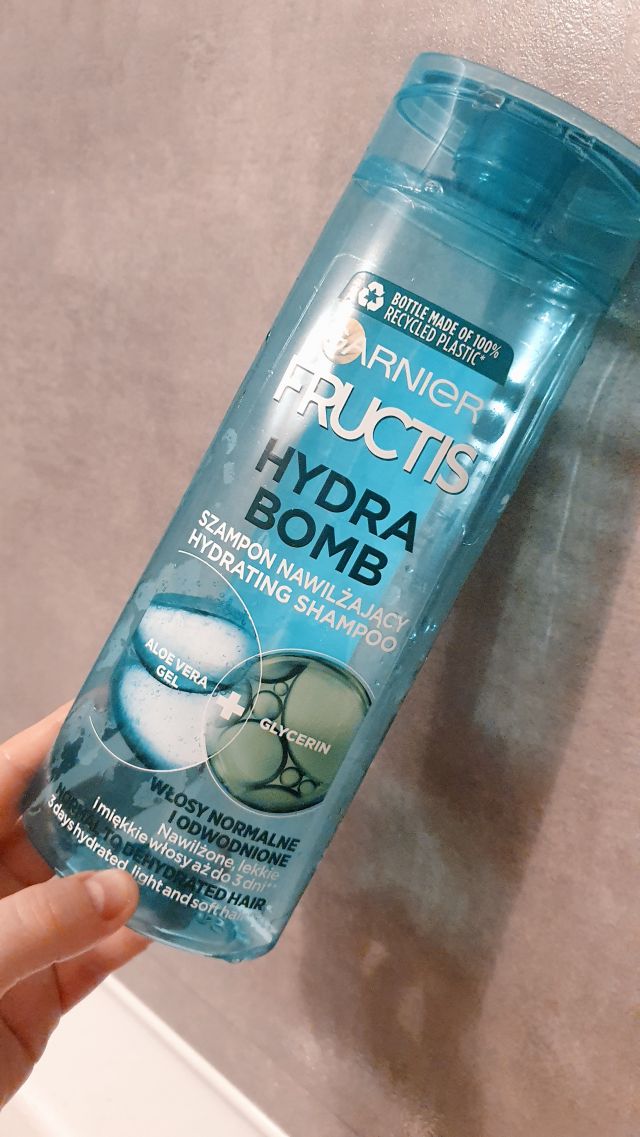 BOTTLE MADE OF 100%
RECYCLED PLASTIC*
GARNIER
FRUCTIS
HYDRA
BOMB
SZAMPON NAWILŻAJĄCY
HYDRATING SHAMPOO
ALOE VERA
GEL
+
GLYCERIN
WŁOSY NORMALNE
I ODWODNIONE
Nawilżone, lekkie
I miękkie włosy aż do 3 dni**
NORMAL TO DEHYDRATED HAIR
3 days hydrated, light and soft hair